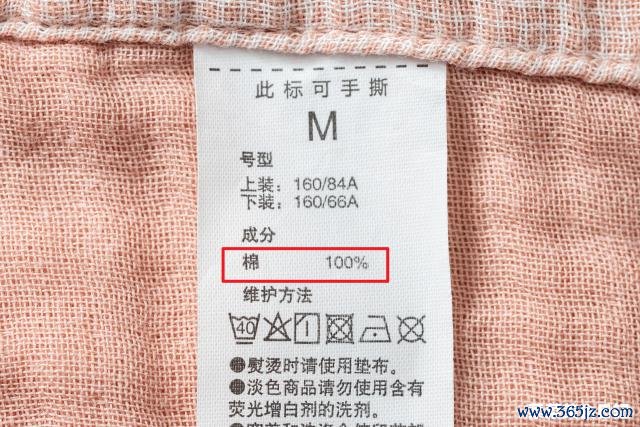 此标可手撕
M
号型
上装：160/84A
下装：160/66A
成分
棉 100%
维护方法
40
●熨烫时请使用垫布。
●淡色商品请勿使用含有
荧光增白剂的洗剂。
www.365jz.com